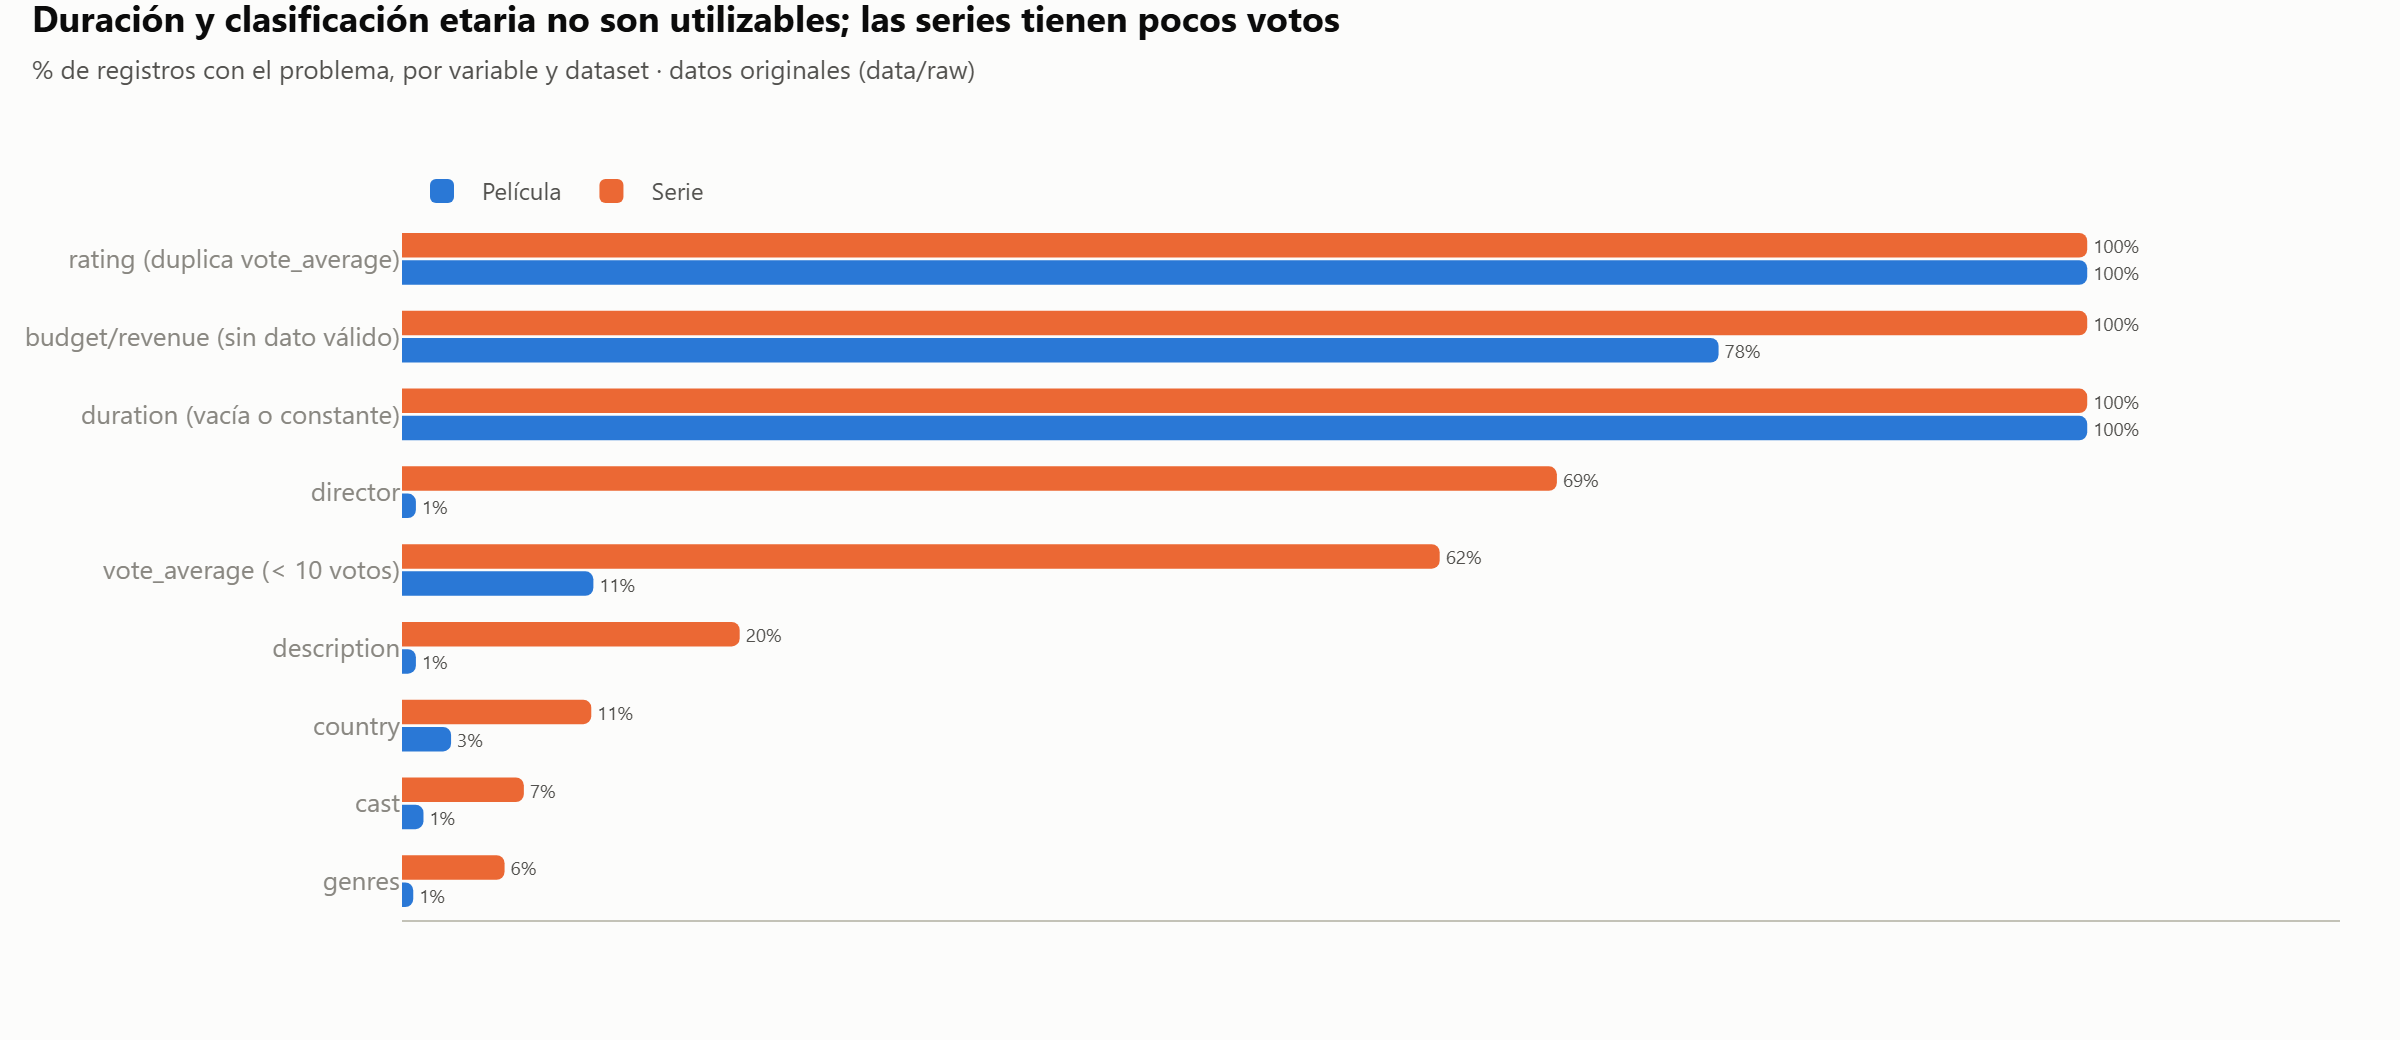 Duración y clasificación etaria no son utilizables; las series tienen pocos votos
% de registros con el problema, por variable y dataset · datos originales (data/raw)
Película Serie
rating (duplica vote_average) 100%
100%
budget/revenue (sin dato válido) 100%
78%
duration (vacía o constante) 100%
100%
director 69%
1%
vote_average (< 10 votos) 62%
11%
description 20%
1%
country 11%
3%
cast 7%
1%
genres 6%
1%